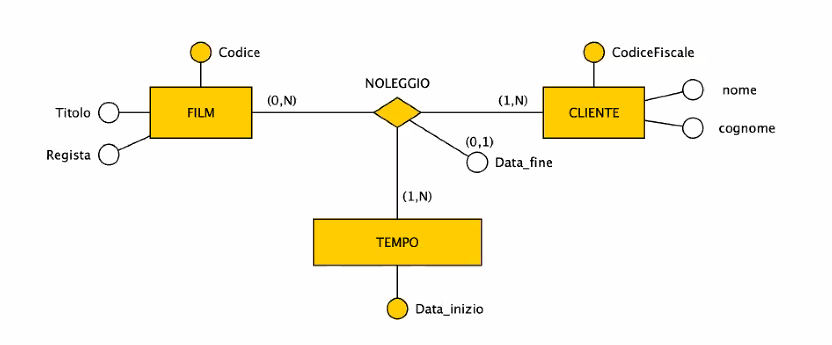 Codice
CodiceFiscale
NOLEGGIO
nome
(0,N)
(1,N)
Titolo
FILM
CLIENTE
cognome
(0,1)
Regista
Data_fine
(1,N)
TEMPO
Data_inizio